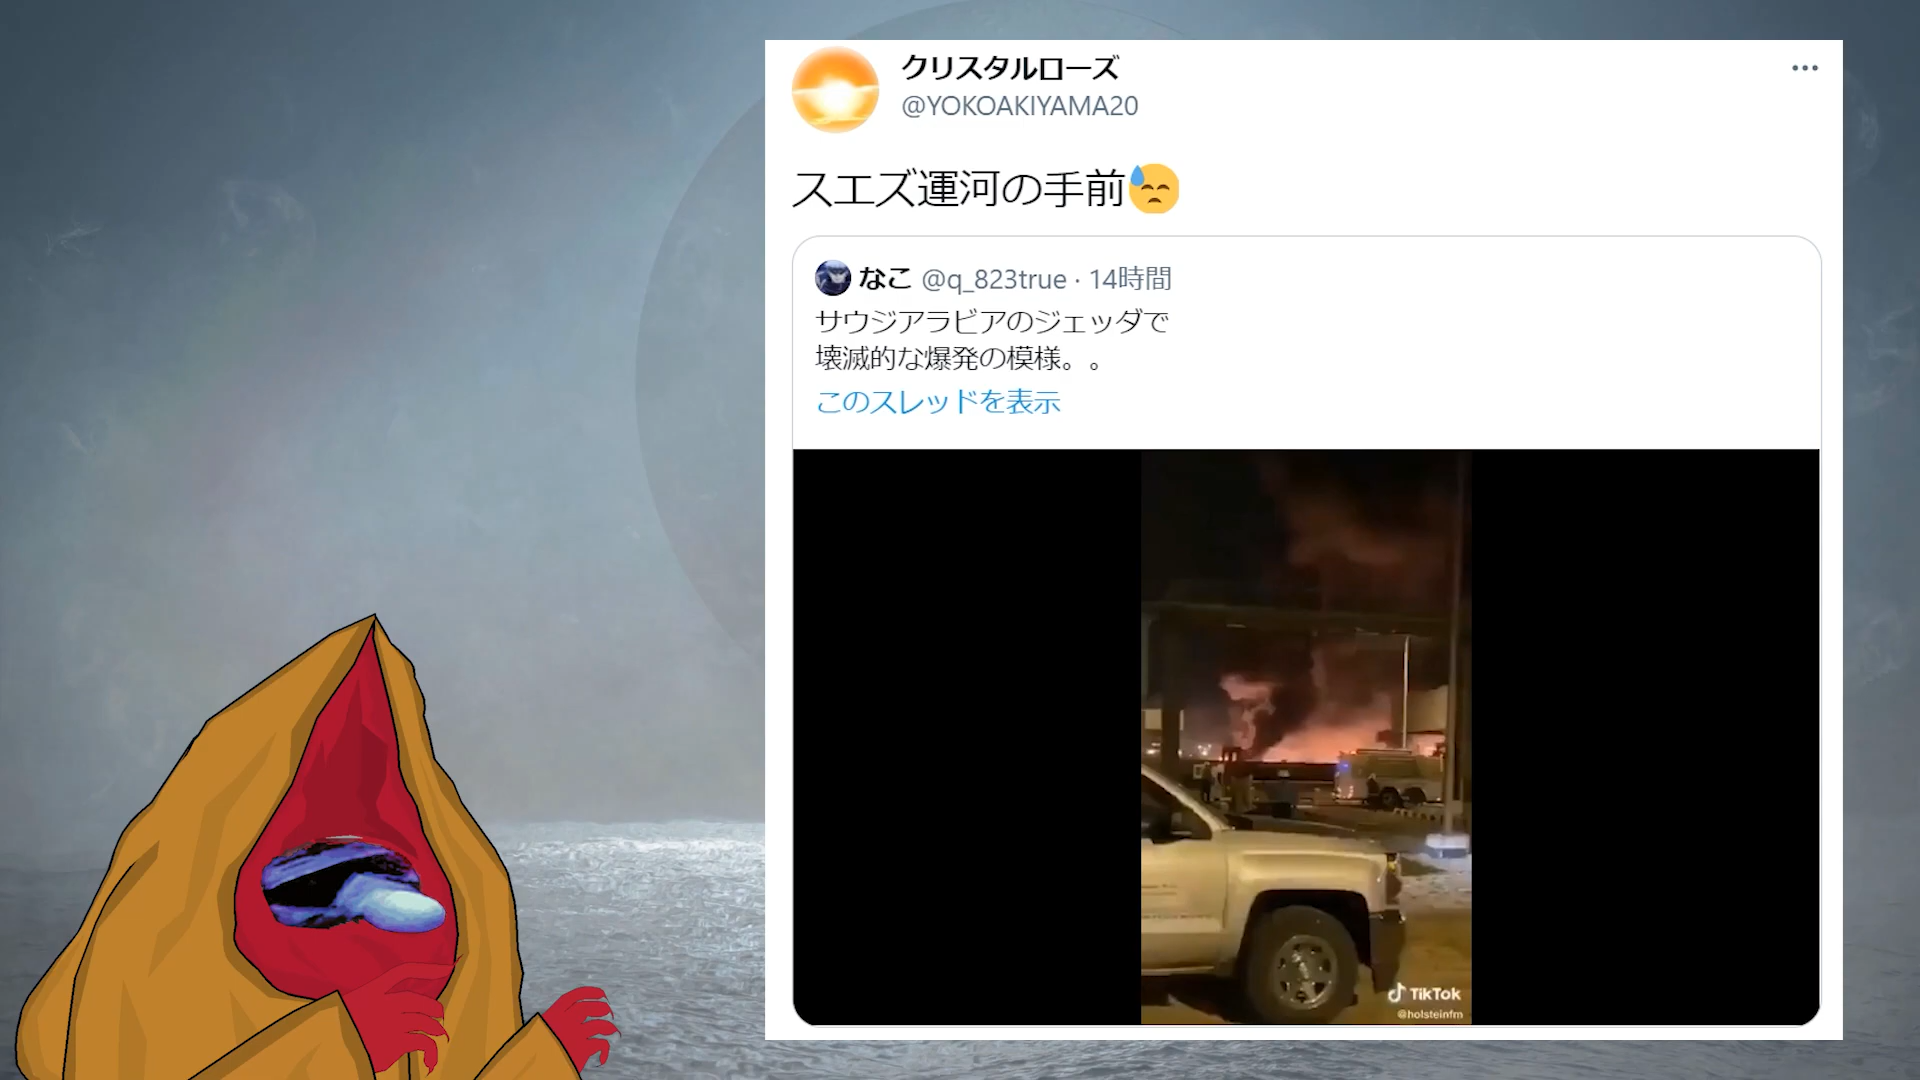 クリスタルローズ
@YOKOAKIYAMA20
スエズ運河の手前😓
なこ @q_823true · 14時間
サウジアラビアのジェッダで
壊滅的な爆発の模様。。
このスレッドを表示
TikTok
@holsteinfm